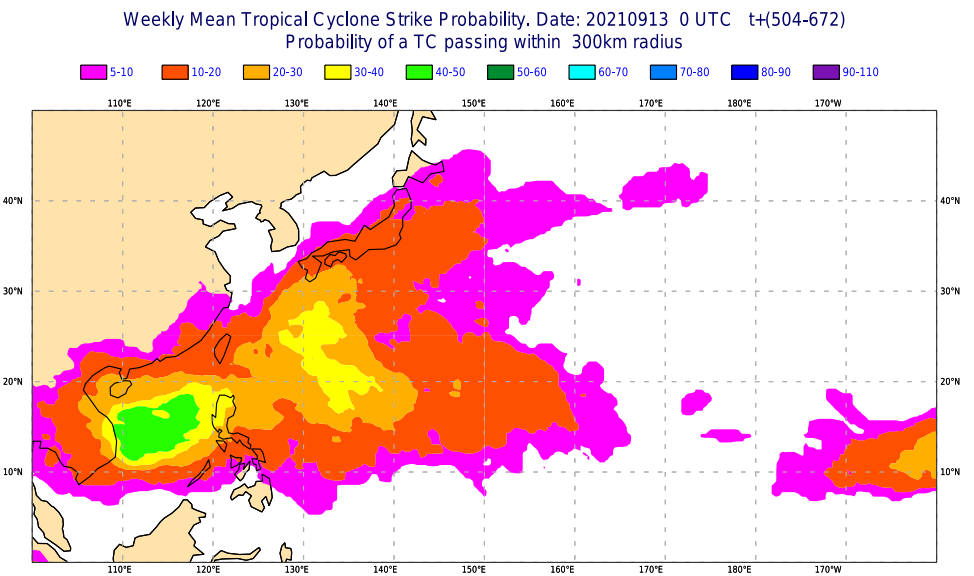 Weekly Mean Tropical Cyclone Strike Probability. Date: 20210913 0 UTC t+(504-672)
Probability of a TC passing within 300km radius
5-10 10-20 20-30 30-40 40-50 50-60 60-70 70-80 80-90 90-110
110°E 120°E 130°E 140°E 150°E 160°E 170°E 180°E 170°W
40°N 40°N
30°N 30°N
20°N 20°N
10°N 10°N
110°E 120°E 130°E 140°E 150°E 160°E 170°E 180°E 170°W